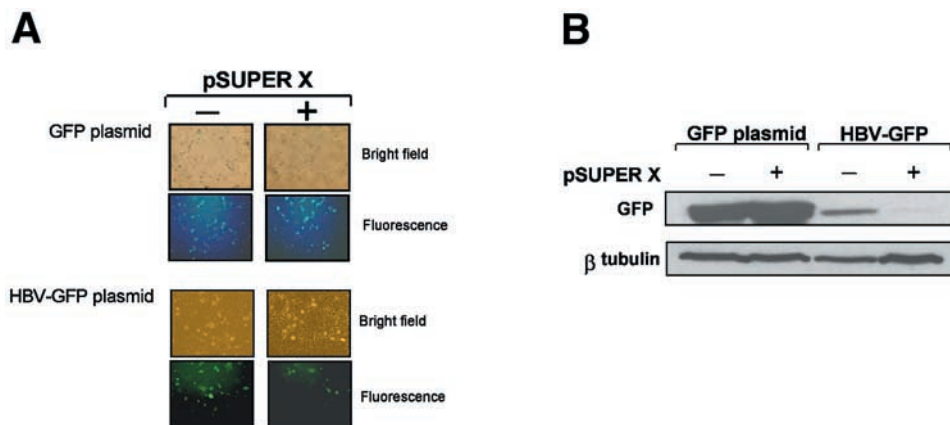 A
pSUPER X
— +
GFP plasmid
Bright field
Fluorescence
HBV-GFP plasmid
Bright field
Fluorescence
B
GFP plasmid HBV-GFP
pSUPER X — + — +
GFP
β tubulin